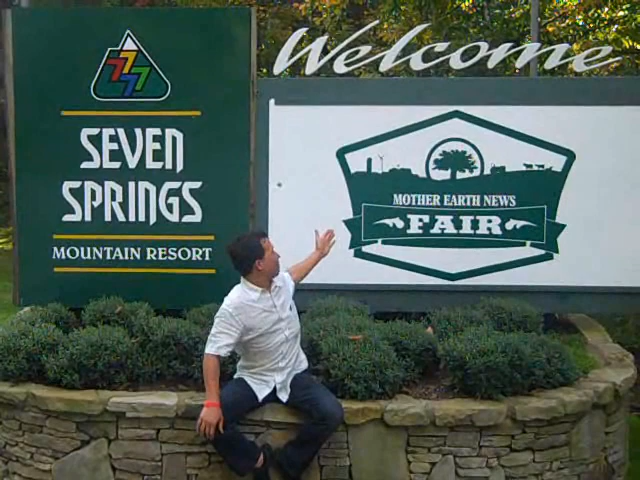 SEVEN
SPRINGS
MOUNTAIN RESORT
Welcome
MOTHER EARTH NEWS
FAIR